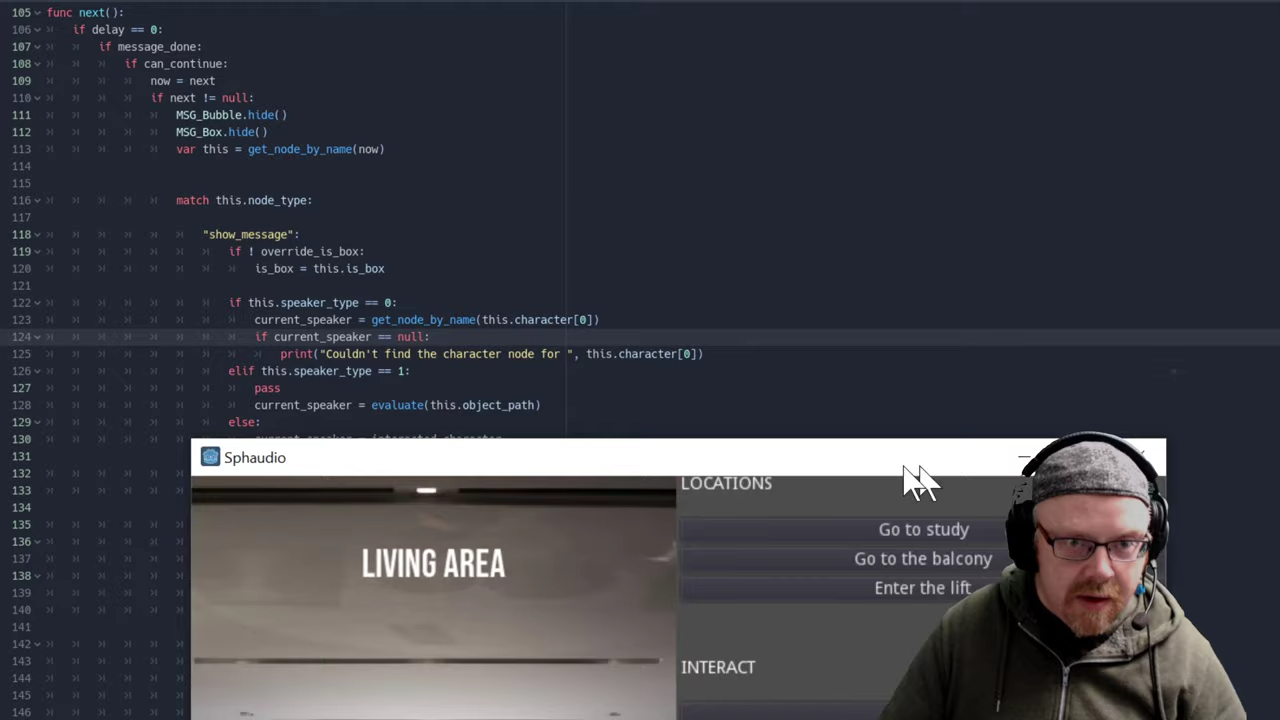 105 func next():
106 if delay == 0:
107 if message_done:
108 if can_continue:
109 now = next
110 if next != null:
111 MSG_Bubble.hide()
112 MSG_Box.hide()
113 var this = get_node_by_name(now)
114
115
116 match this.node_type:
117
118 "show_message":
119 if ! override_is_box:
120 is_box = this.is_box
121
122 if this.speaker_type == 0:
123 current_speaker = get_node_by_name(this.character[0])
124 if current_speaker == null:
125 print("Couldn't find the character node for ", this.character[0])
126 elif this.speaker_type == 1:
127 pass
128 current_speaker = evaluate(this.object_path)
129 else:
130 current_speaker = interacted_character
131
132
133
134
135
136
137
138
139
140
141
142
143
144
145
146
Sphaudio
LIVING AREA
LOCATIONS
Go to study
Go to the balcony
Enter the lift
INTERACT